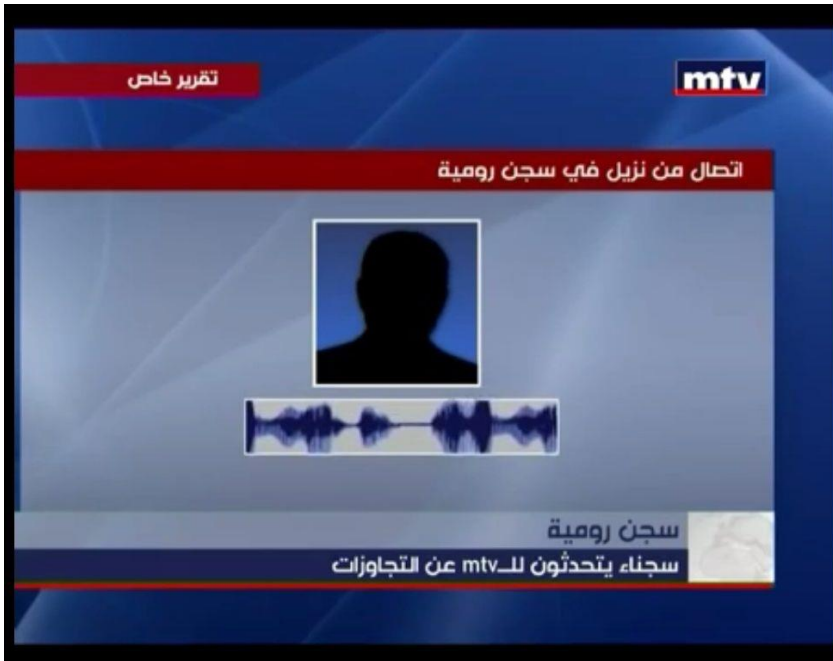 تقرير خاص
mtv
اتصال من نزيل في سجن رومية
سجن رومية
سجناء يتحدثون للـmtv عن التجاوزات